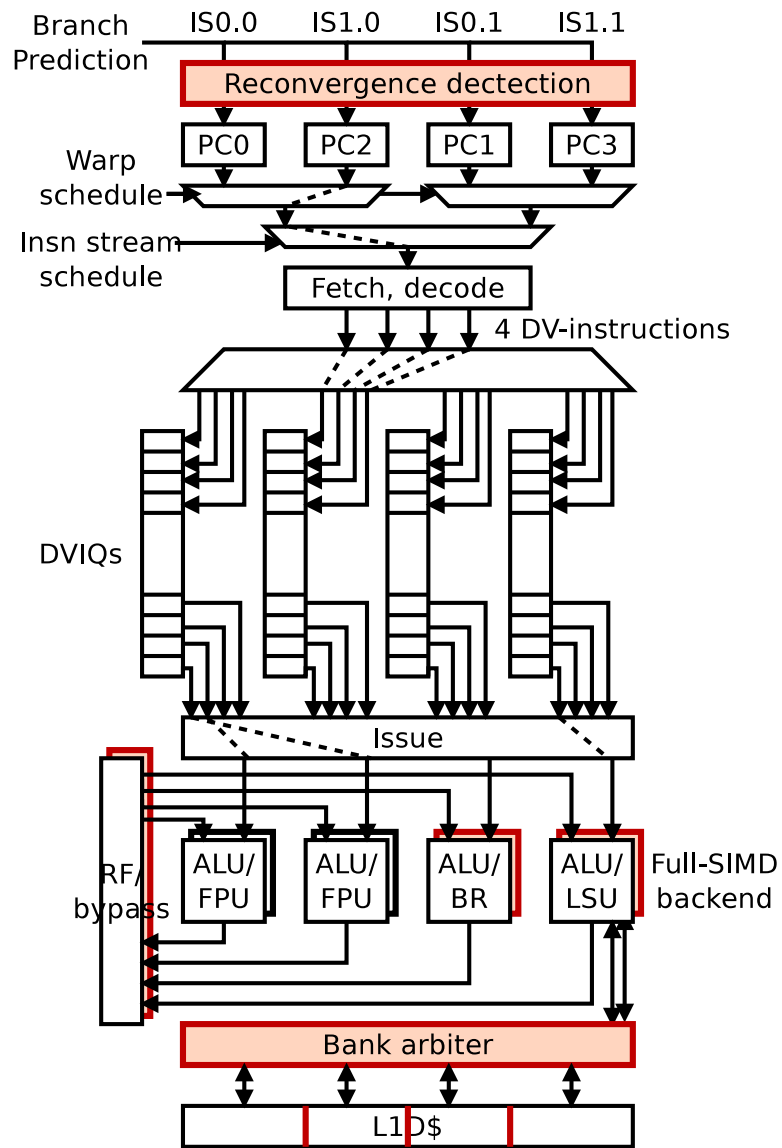 Branch
Prediction
IS0.0
IS1.0
IS0.1
IS1.1
Reconvergence dectection
PC0
PC2
PC1
PC3
Warp
schedule
Insn stream
schedule
Fetch, decode
4 DV-instructions
DVIQs
Issue
RF/
bypass
ALU/
FPU
ALU/
FPU
ALU/
BR
ALU/
LSU
Full-SIMD
backend
Bank arbiter
L1D$